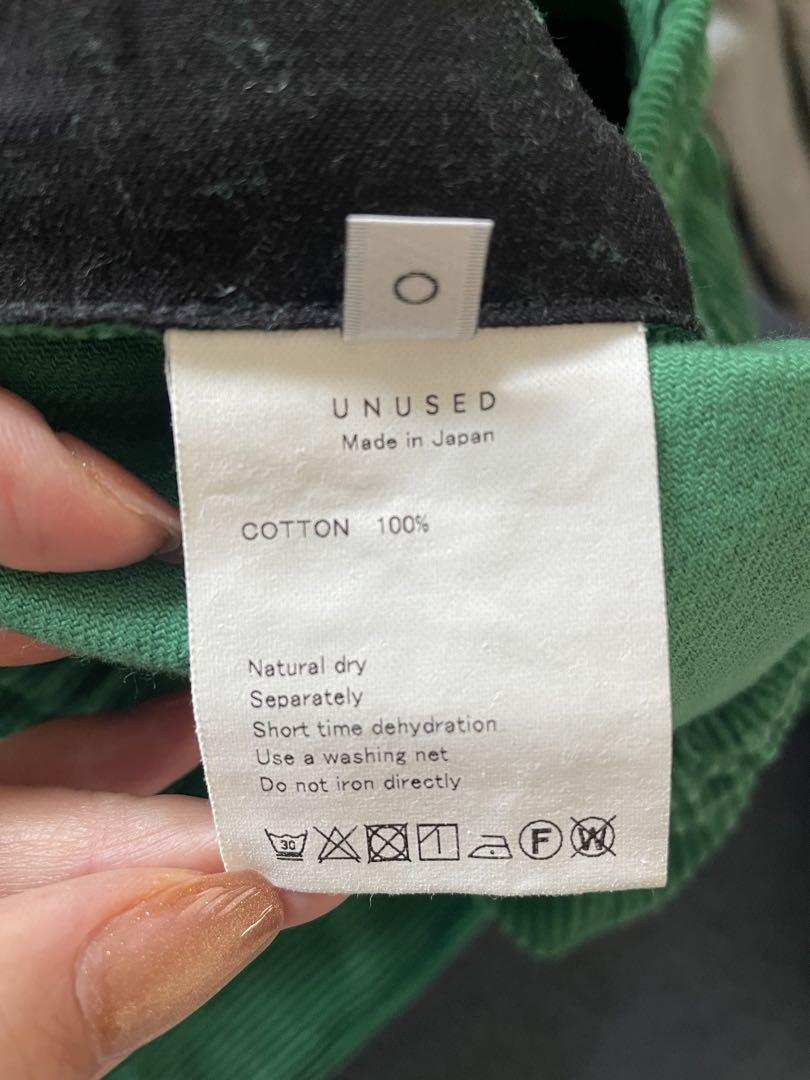 0
UNUSED
Made in Japan
COTTON 100%
Natural dry
Separately
Short time dehydration
Use a washing net
Do not iron directly
30 F W